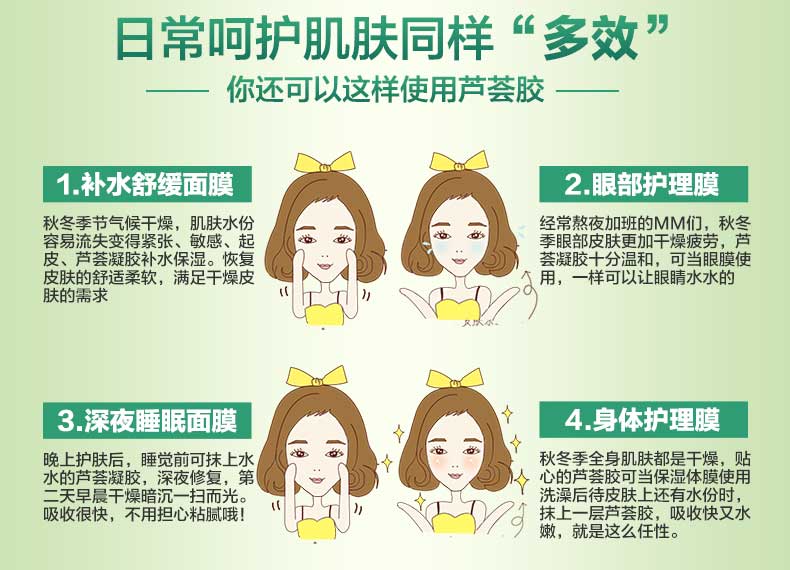 日常呵护肌肤同样“多效”
你还可以这样使用芦荟胶
1.补水舒缓面膜
秋冬季节气候干燥，肌肤水份
容易流失变得紧张、敏感、起
皮、芦荟凝胶补水保湿。恢复
皮肤的舒适柔软，满足干燥皮
肤的需求
2.眼部护理膜
经常熬夜加班的MM们，秋冬
季眼部皮肤更加干燥疲劳，芦
荟凝胶十分温和，可当眼膜使
用，一样可以让眼睛水水的
3.深夜睡眠面膜
晚上护肤后，睡觉前可抹上水
水的芦荟凝胶，深夜修复，第
二天早晨干燥暗沉一扫而光。
吸收很快，不用担心粘腻哦！
4.身体护理膜
秋冬季全身肌肤都是干燥，贴
心的芦荟胶可当保湿体膜使用
洗澡后待皮肤上还有水份时，
抹上一层芦荟胶，吸收快又水
嫩，就是这么任性。